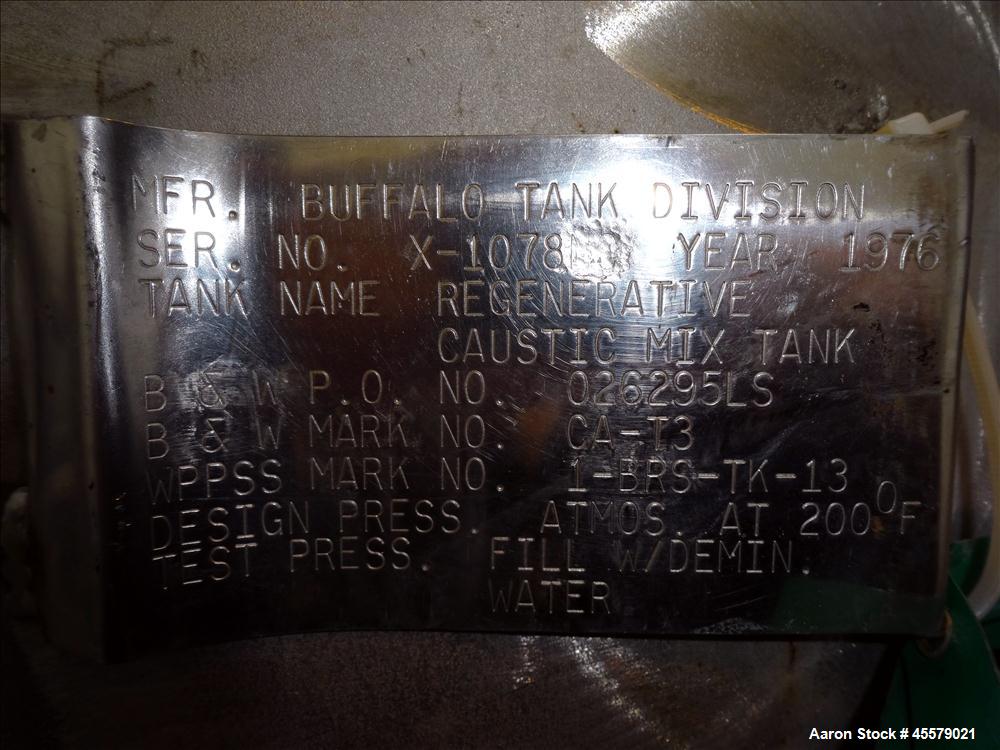 MFR. BUFFALO TANK DIVISION
SER. NO. YEAR 1976
TANK NAME REGENERATIVE
CAUSTIC MIX TANK
B & W P.O. NO. 026295LS
B & W MARK NO. CA-T3
WPPSS MARK NO. 1-BRS-TK-13
DESIGN PRESS. ATMOS. AT 200°F
TEST PRESS. FILL W/DEMIN.
WATER
Aaron Stock # 45579021